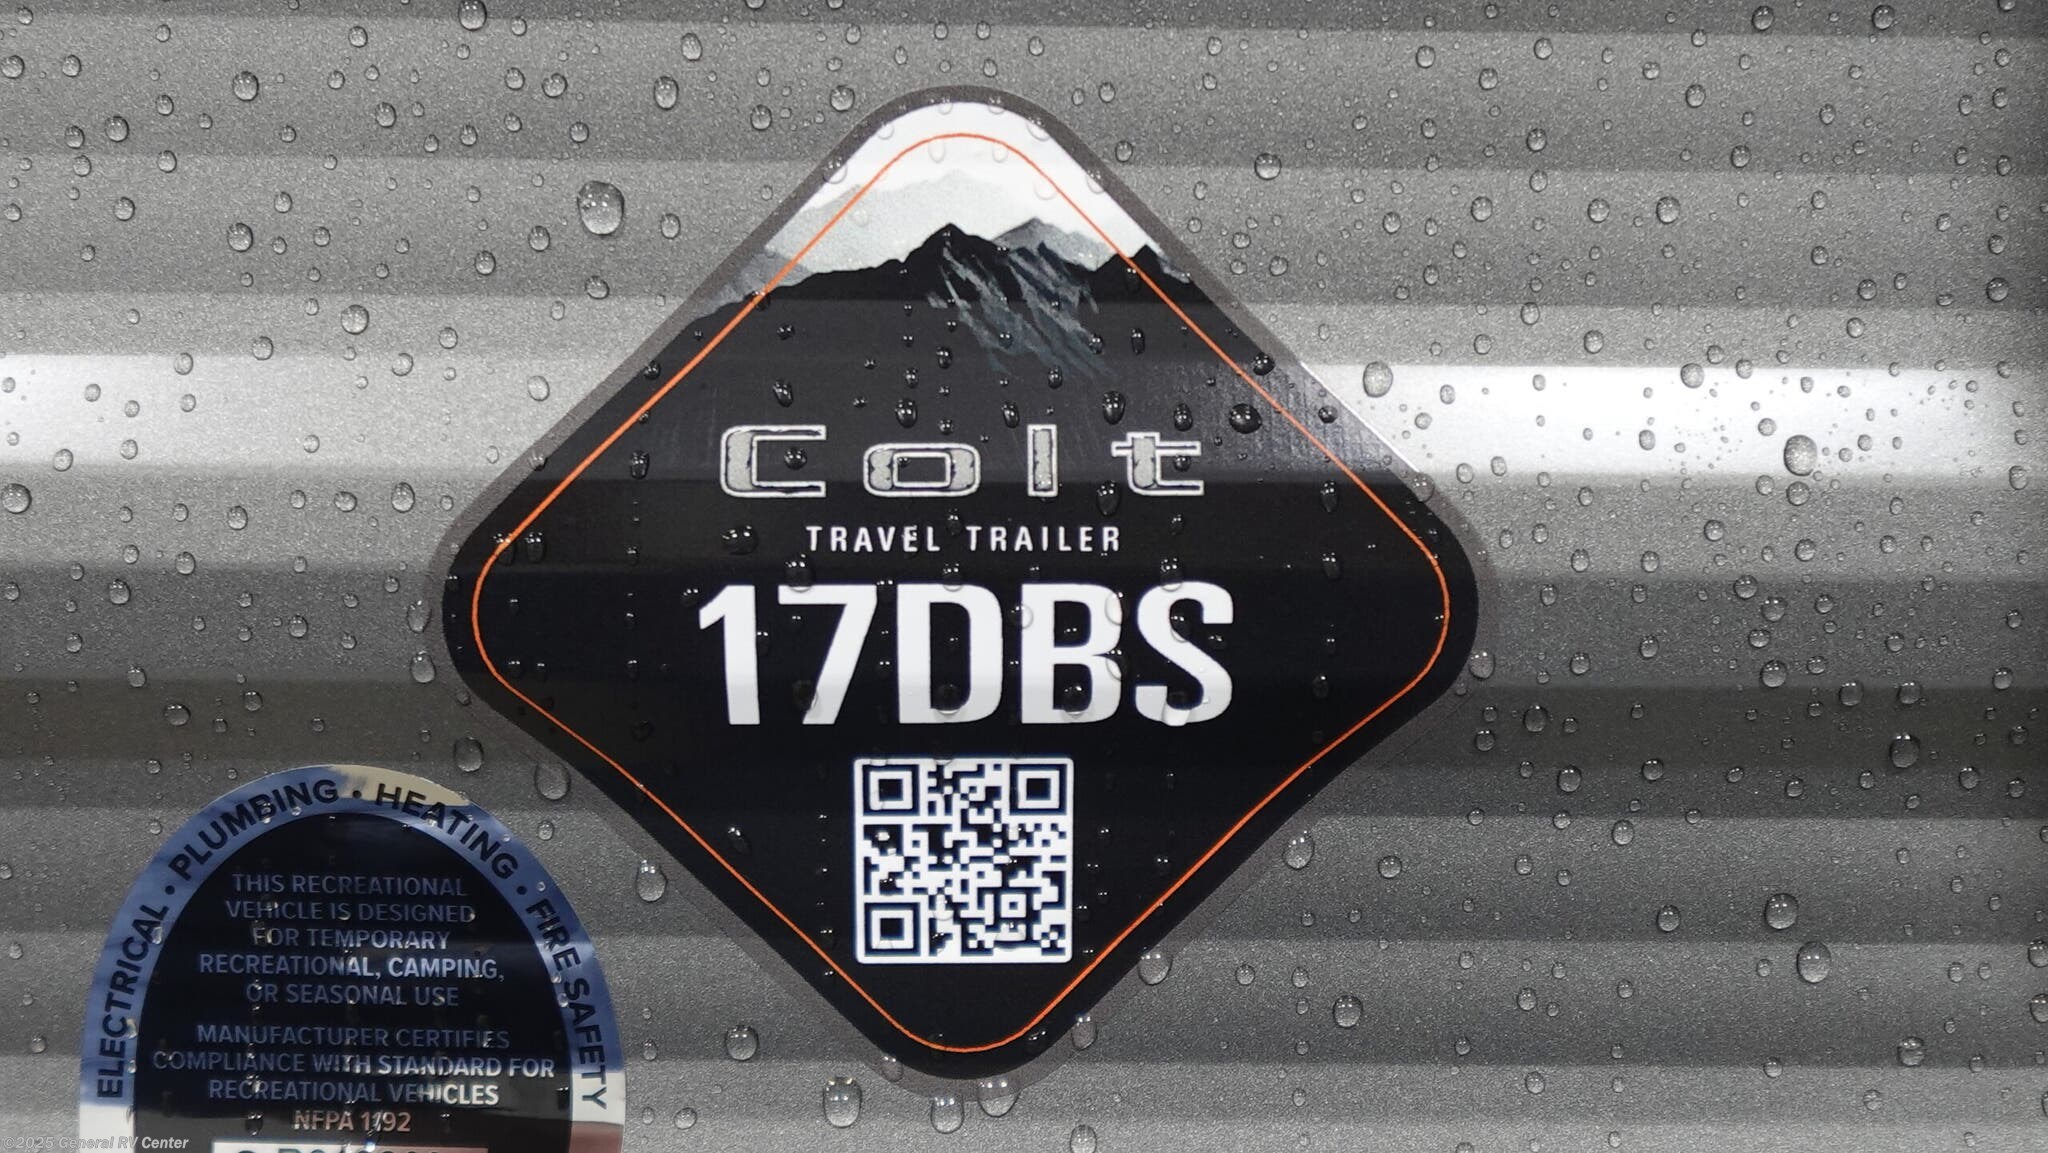 Colt
TRAVEL TRAILER
17DBS
ELECTRICAL • PLUMBING • HEATING • FIRE SAFETY
THIS RECREATIONAL
VEHICLE IS DESIGNED
FOR TEMPORARY
RECREATIONAL, CAMPING,
OR SEASONAL USE
MANUFACTURER CERTIFIES
COMPLIANCE WITH STANDARD FOR
RECREATIONAL VEHICLES
NFPA 1192
© 2025 General RV Center